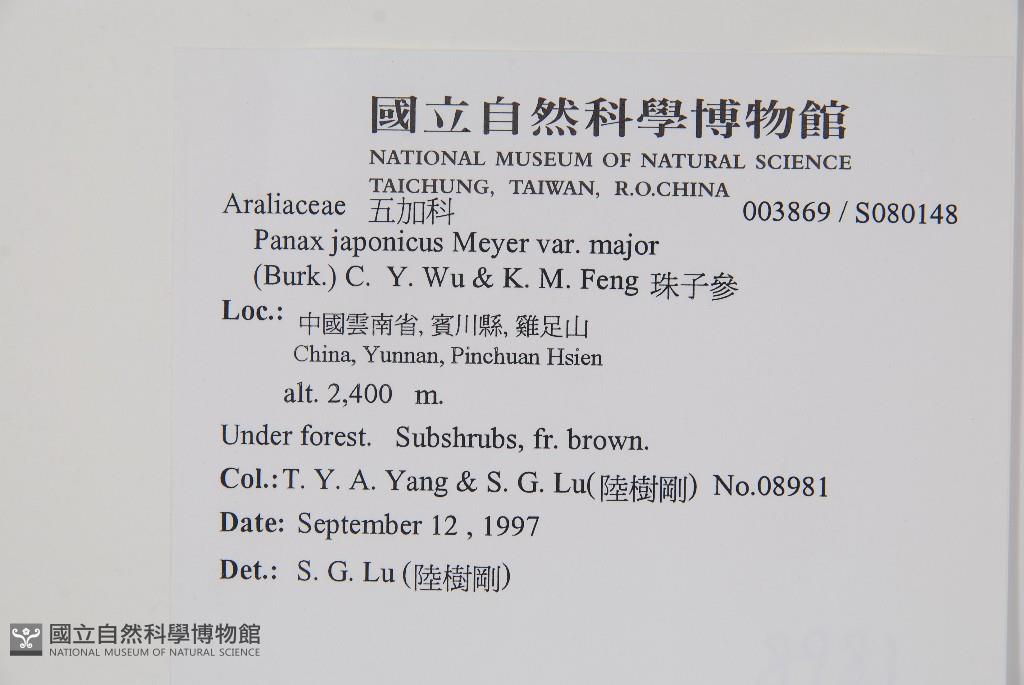 國立自然科學博物館
NATIONAL MUSEUM OF NATURAL SCIENCE
TAICHUNG, TAIWAN, R.O.CHINA
Araliaceae 五加科 003869 / S080148
Panax japonicus Meyer var. major
(Burk.) C. Y. Wu & K. M. Feng 珠子參
Loc.: 中國雲南省, 賓川縣, 雞足山
China, Yunnan, Pinchuan Hsien
alt. 2,400 m.
Under forest. Subshrubs, fr. brown.
Col.: T. Y. A. Yang & S. G. Lu(陸樹剛) No.08981
Date: September 12 , 1997
Det.: S. G. Lu (陸樹剛)
國立自然科學博物館
NATIONAL MUSEUM OF NATURAL SCIENCE